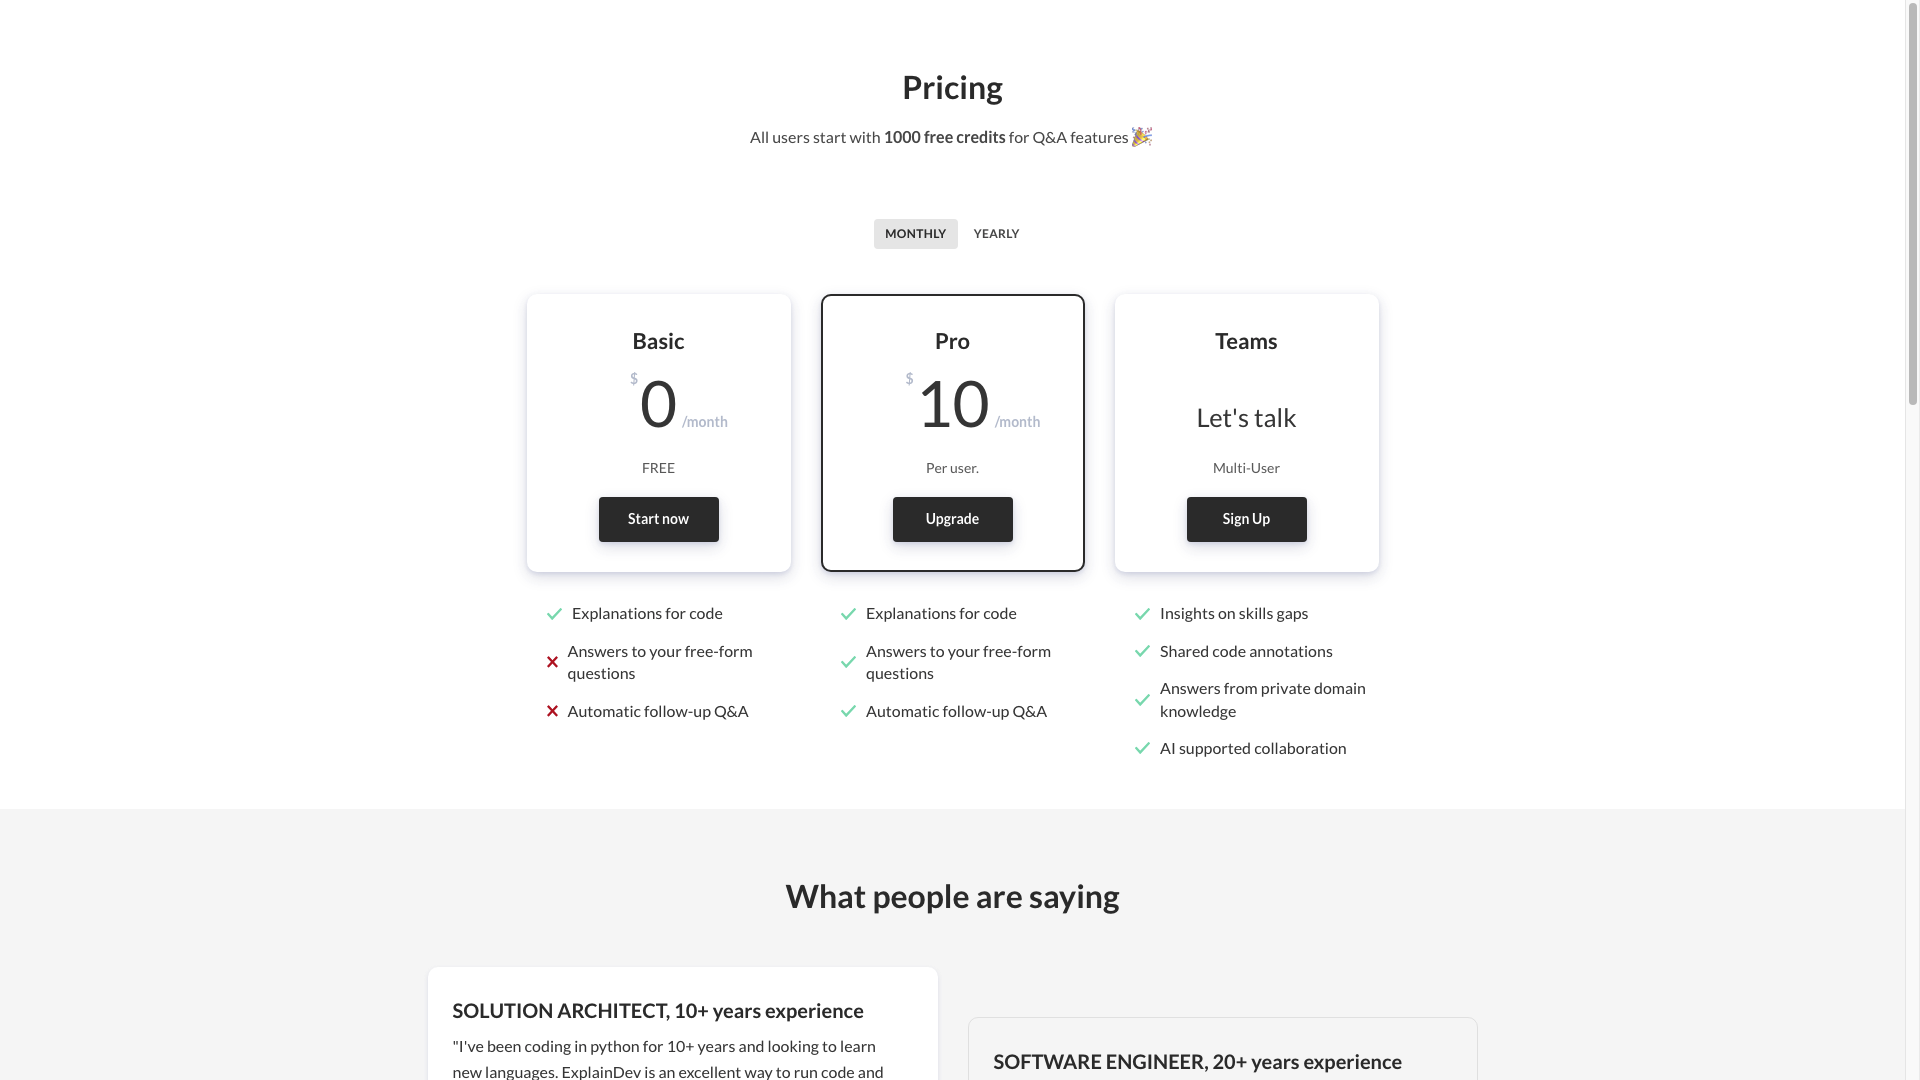 Pricing
All users start with 1000 free credits for Q&A features 🎉
MONTHLY YEARLY
Basic
$ 0 /month
FREE
Start now
Explanations for code
Answers to your free-form
questions
Automatic follow-up Q&A
Pro
$ 10 /month
Per user.
Upgrade
Explanations for code
Answers to your free-form
questions
Automatic follow-up Q&A
Teams
Let's talk
Multi-User
Sign Up
Insights on skills gaps
Shared code annotations
Answers from private domain
knowledge
AI supported collaboration
What people are saying
SOLUTION ARCHITECT, 10+ years experience
"I've been coding in python for 10+ years and looking to learn
new languages. ExplainDev is an excellent way to run code and
SOFTWARE ENGINEER, 20+ years experience